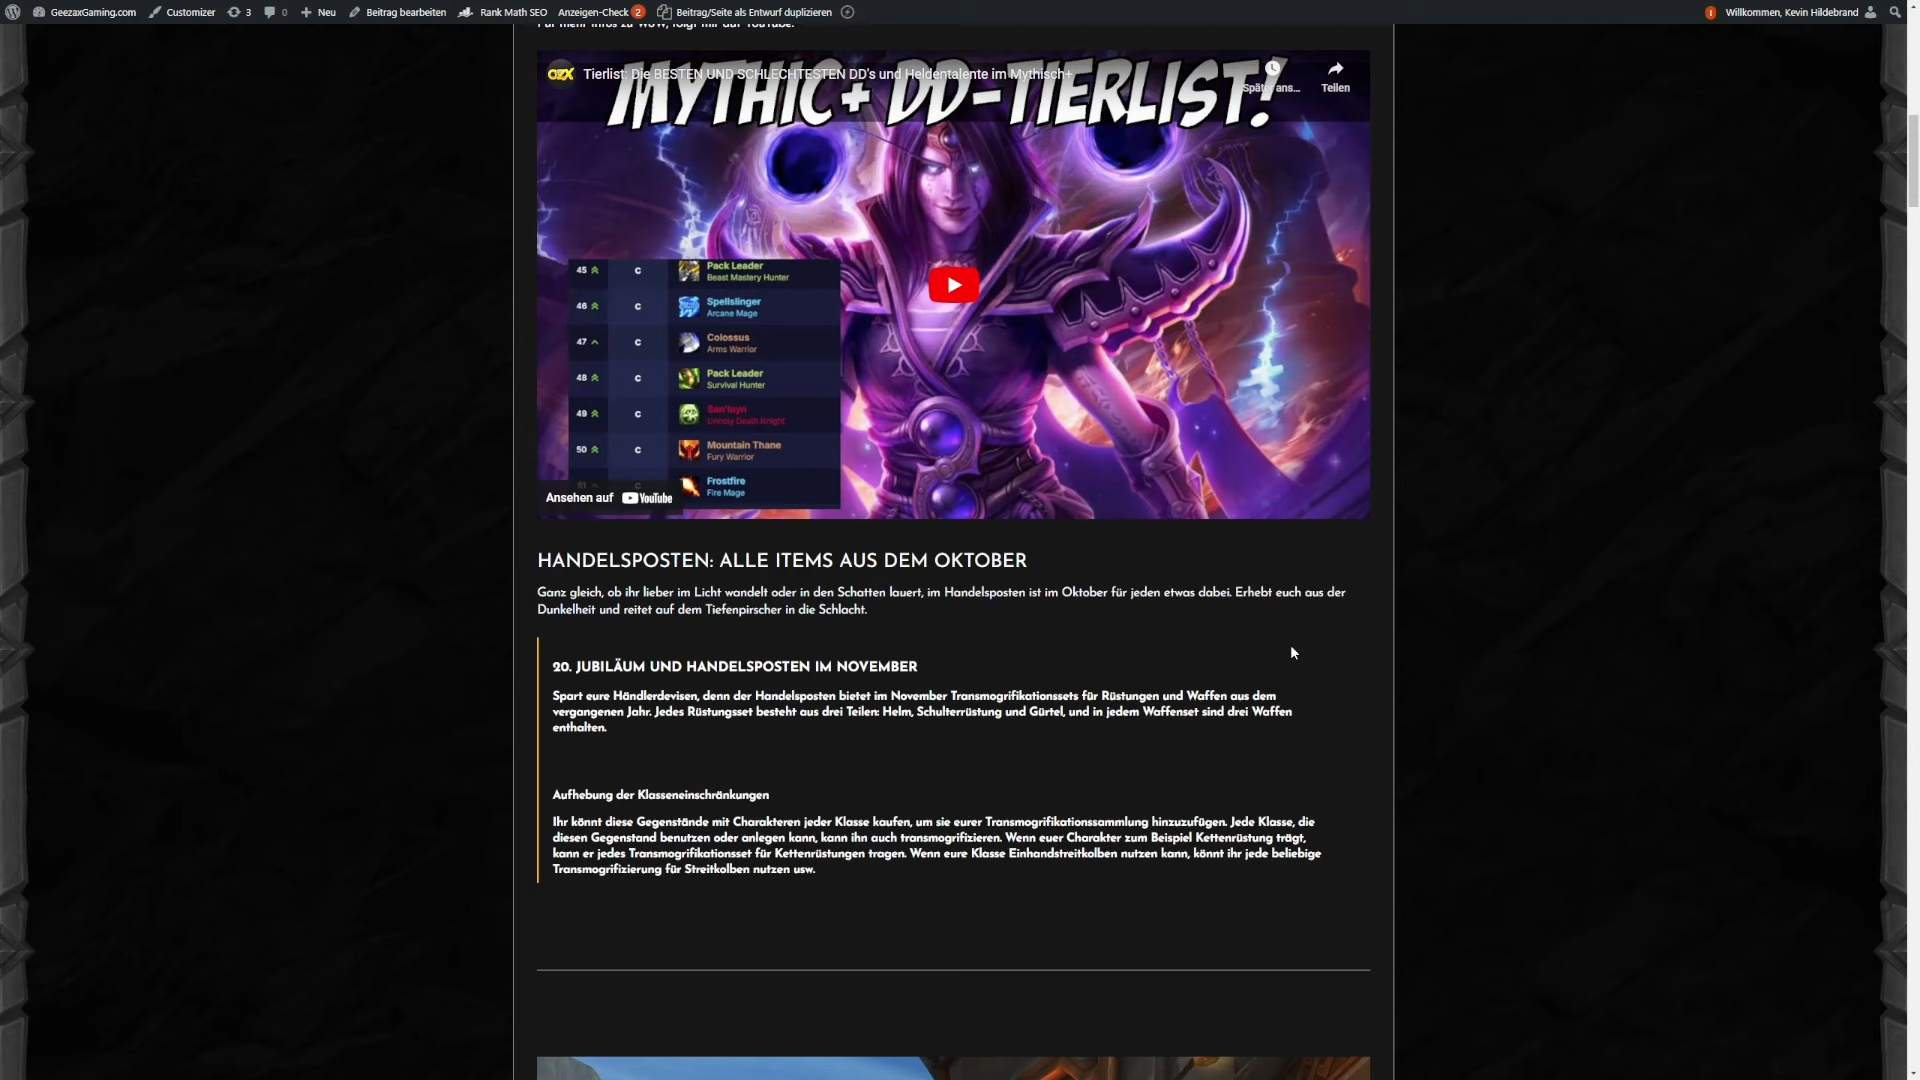 GeezaxGaming.com Customizer 3 0 Neu Beitrag bearbeiten Rank Math SEO Anzeigen-Check 2 Beitrag/Seite als Entwurf duplizieren ! Willkommen, Kevin Hildebrand
Für mehr Infos zu WoW, folgt mir auf YouTube:
GZX Tierlist: Die BESTEN UND SCHLECHTESTEN DD's und Heldentalente im Mythisch+
Später ans... Teilen
MYTHIC+ DD-TIERLIST!
45 C Pack Leader
Beast Mastery Hunter
46 C Spellslinger
Arcane Mage
47 C Colossus
Arms Warrior
48 C Pack Leader
Survival Hunter
49 C San'layn
Unholy Death Knight
50 C Mountain Thane
Fury Warrior
51 C Frostfire
Fire Mage
Ansehen auf YouTube
HANDELSPOSTEN: ALLE ITEMS AUS DEM OKTOBER
Ganz gleich, ob ihr lieber im Licht wandelt oder in den Schatten lauert, im Handelsposten ist im Oktober für jeden etwas dabei. Erhebt euch aus der
Dunkelheit und reitet auf dem Tiefenpirscher in die Schlacht.
20. JUBILÄUM UND HANDELSPOSTEN IM NOVEMBER
Spart eure Händlerdevisen, denn der Handelsposten bietet im November Transmogrifikationssets für Rüstungen und Waffen aus dem
vergangenen Jahr. Jedes Rüstungsset besteht aus drei Teilen: Helm, Schulterrüstung und Gürtel, und in jedem Waffenset sind drei Waffen
enthalten.
Aufhebung der Klasseneinschränkungen
Ihr könnt diese Gegenstände mit Charakteren jeder Klasse kaufen, um sie eurer Transmogrifikationssammlung hinzuzufügen. Jede Klasse, die
diesen Gegenstand benutzen oder anlegen kann, kann ihn auch transmogrifizieren. Wenn euer Charakter zum Beispiel Kettenrüstung trägt,
kann er jedes Transmogrifikationsset für Kettenrüstungen tragen. Wenn eure Klasse Einhandstreitkolben nutzen kann, könnt ihr jede beliebige
Transmogrifizierung für Streitkolben nutzen usw.